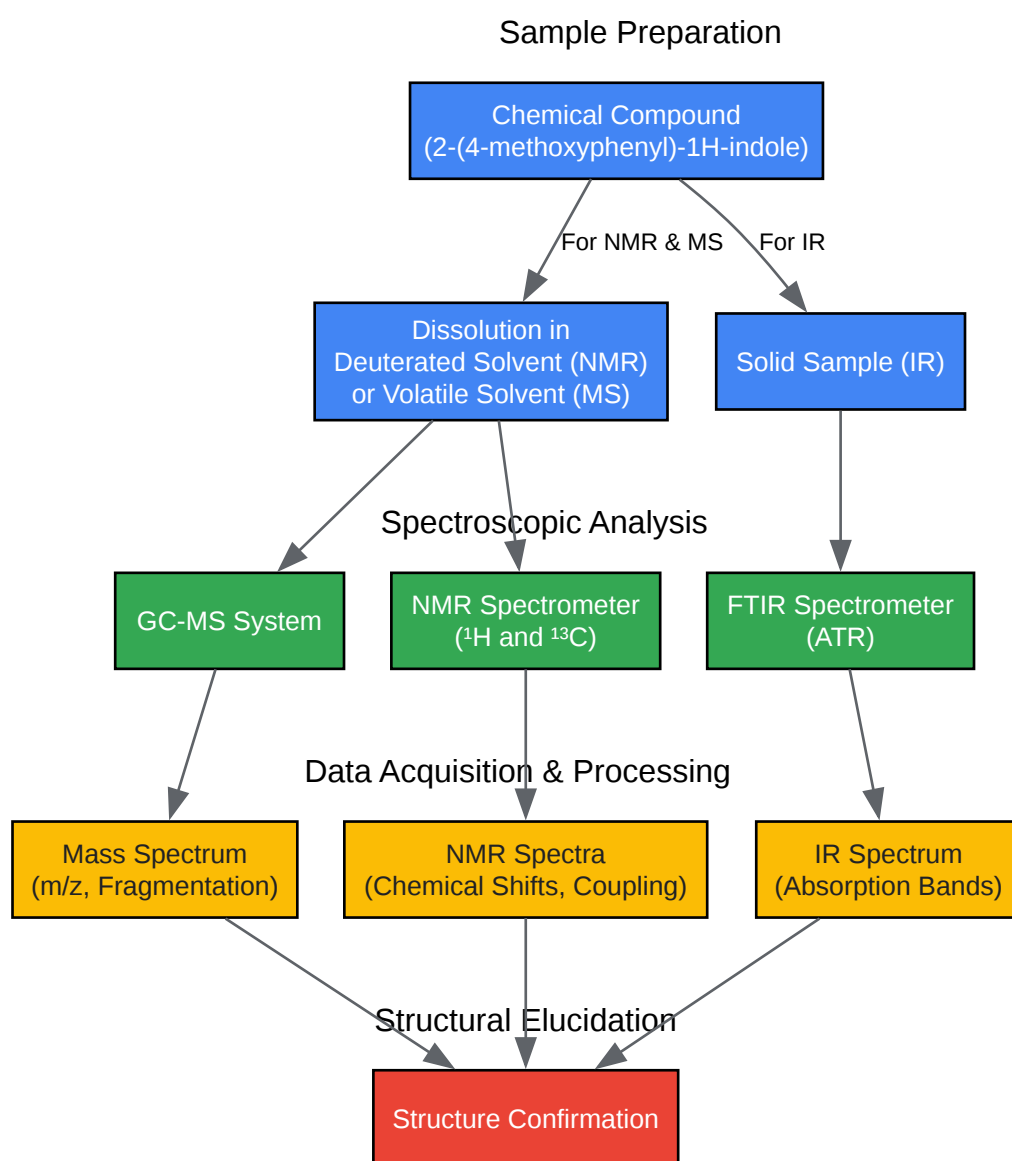 Sample Preparation
Chemical Compound
(2-(4-methoxyphenyl)-1H-indole)
For NMR & MS
For IR
Dissolution in
Deuterated Solvent (NMR)
or Volatile Solvent (MS)
Solid Sample (IR)
Spectroscopic Analysis
GC-MS System
NMR Spectrometer
(¹H and ¹³C)
FTIR Spectrometer
(ATR)
Data Acquisition & Processing
Mass Spectrum
(m/z, Fragmentation)
NMR Spectra
(Chemical Shifts, Coupling)
IR Spectrum
(Absorption Bands)
Structural Elucidation
Structure Confirmation